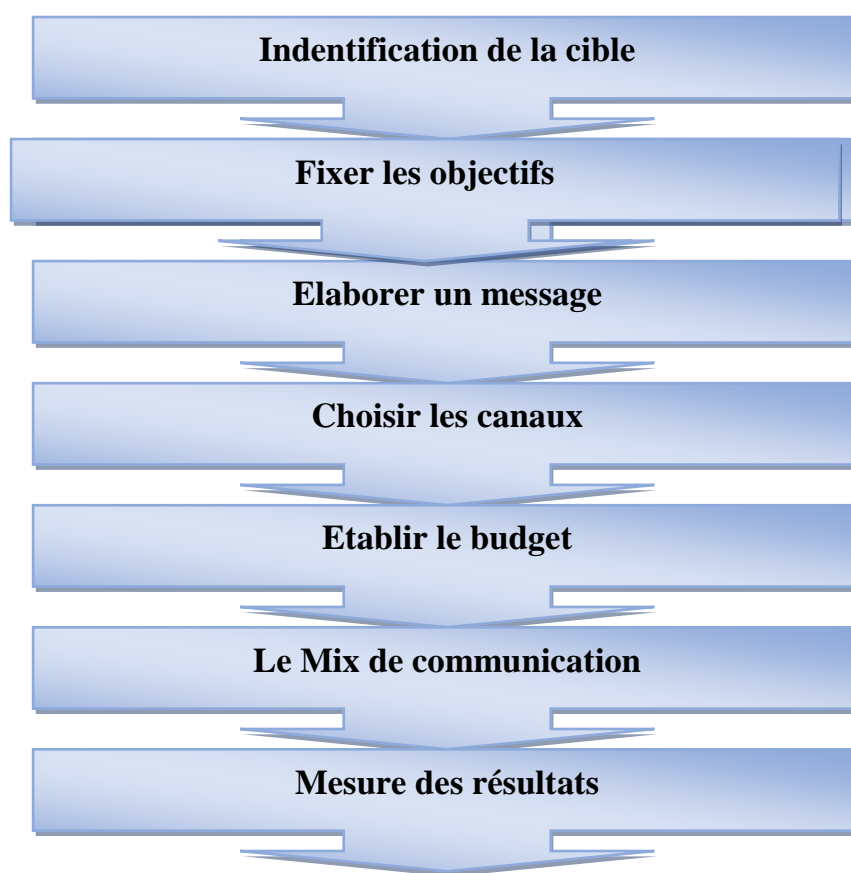 Indentification de la cible
Fixer les objectifs
Elaborer un message
Choisir les canaux
Etablir le budget
Le Mix de communication
Mesure des résultats